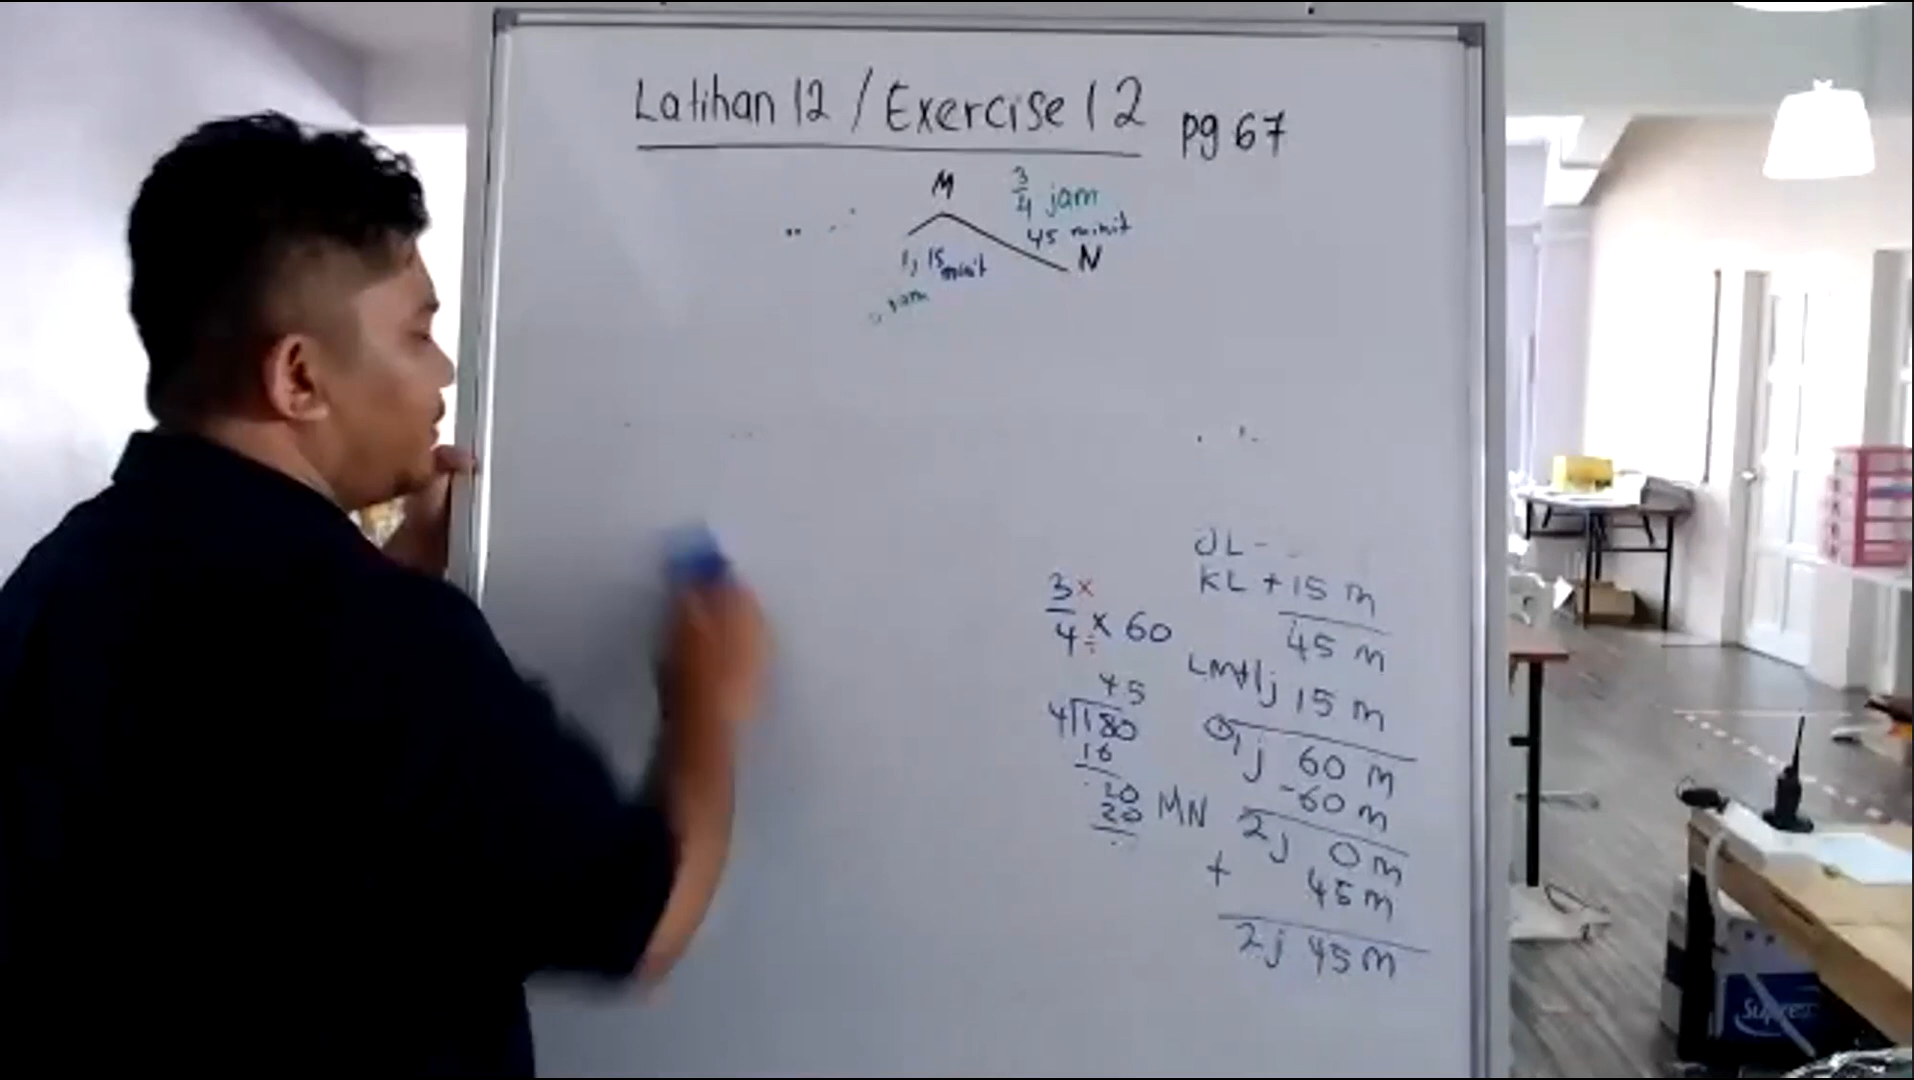 Latihan 12 / Exercise 12 pg 67
M
3/4 jam
45 minit
N
1, 15 minit
jam
JL -
KL + 15 m
45 m
3 ×
4 ÷
× 60
LM + 1j 15 m
45
4 180
16
20
20
1
1j 60 m
-60 m
MN
2j 0 m
+ 45 m
2j 45 m